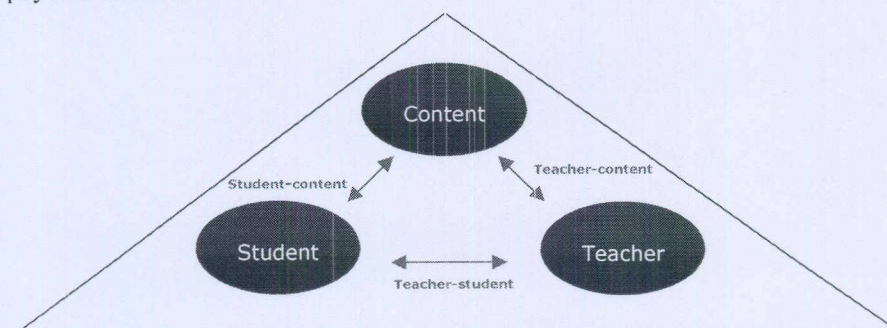 Content
Student-content
Teacher-content
Student
Teacher
Teacher-student